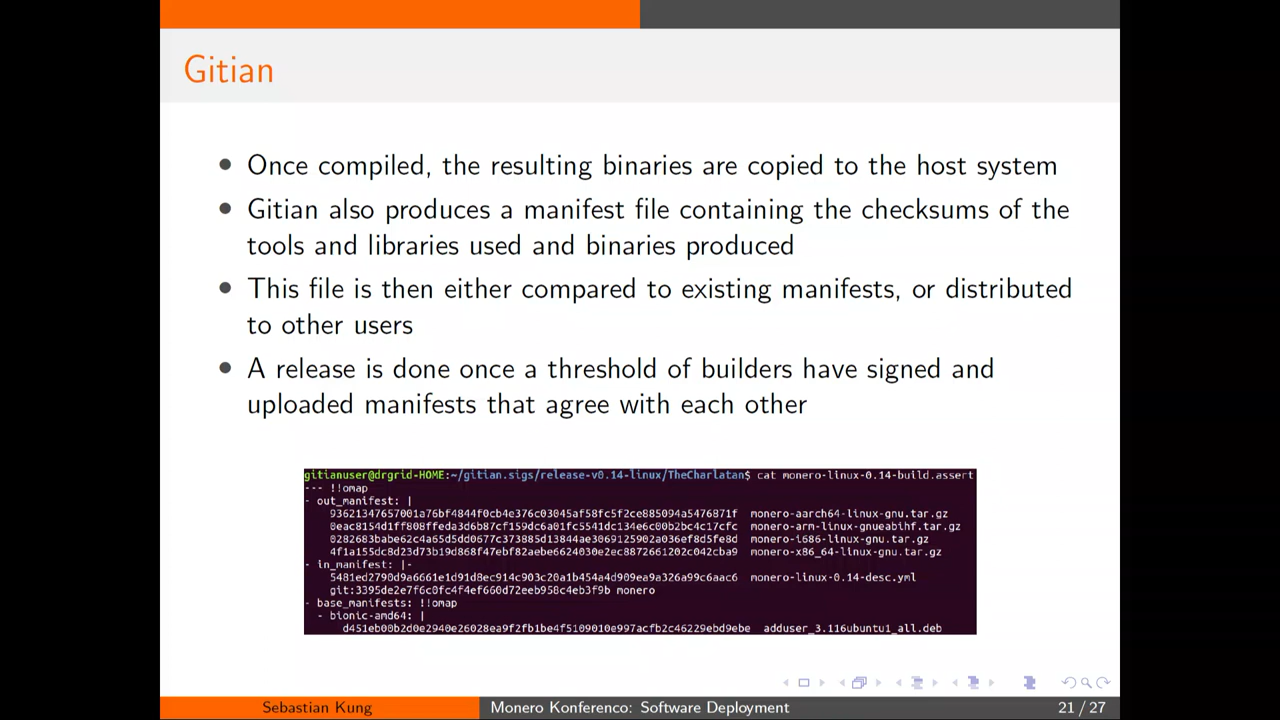 Gitian
• Once compiled, the resulting binaries are copied to the host system
• Gitian also produces a manifest file containing the checksums of the
tools and libraries used and binaries produced
• This file is then either compared to existing manifests, or distributed
to other users
• A release is done once a threshold of builders have signed and
uploaded manifests that agree with each other
gitianuser@drgrid-HOME:~/gitian.sigs/release-v0.14-linux/TheCharlatan$ cat monero-linux-0.14-build.assert
--- !!omap
- out_manifest: |
93621347657001a76bf4844f0cb4e376c03045af58fc5f2ce885094a5476871f monero-aarch64-linux-gnu.tar.gz
0eac8154d1ff808ffeda3d6b87cf159dc6a01fc5541dc134e6c00b2bc4c17cfc monero-arm-linux-gnueabihf.tar.gz
0282683babe62c4a65d5dd0677c373885d13844ae3069125902a036ef8d5fe8d monero-i686-linux-gnu.tar.gz
4f1a155dc8d23d73b19d868f47ebf82aebe6624030e2ec8872661202c042cba9 monero-x86_64-linux-gnu.tar.gz
- in_manifest: |-
5481ed2790d9a6661e1d91d8ec914c903c20a1b454a4d909ea9a326a99c6aac6 monero-linux-0.14-desc.yml
git:3395de2e7f6c0fc4f4ef660d72eeb958c4eb3f9b monero
- base_manifests: !!omap
- bionic-amd64: |
d451eb00b2d0e2940e26028ea9f2fb1be4f5109010e997acfb2c46229ebd9ebe adduser_3.116ubuntu1_all.deb
Sebastian Kung
Monero Konferenco: Software Deployment
21 / 27